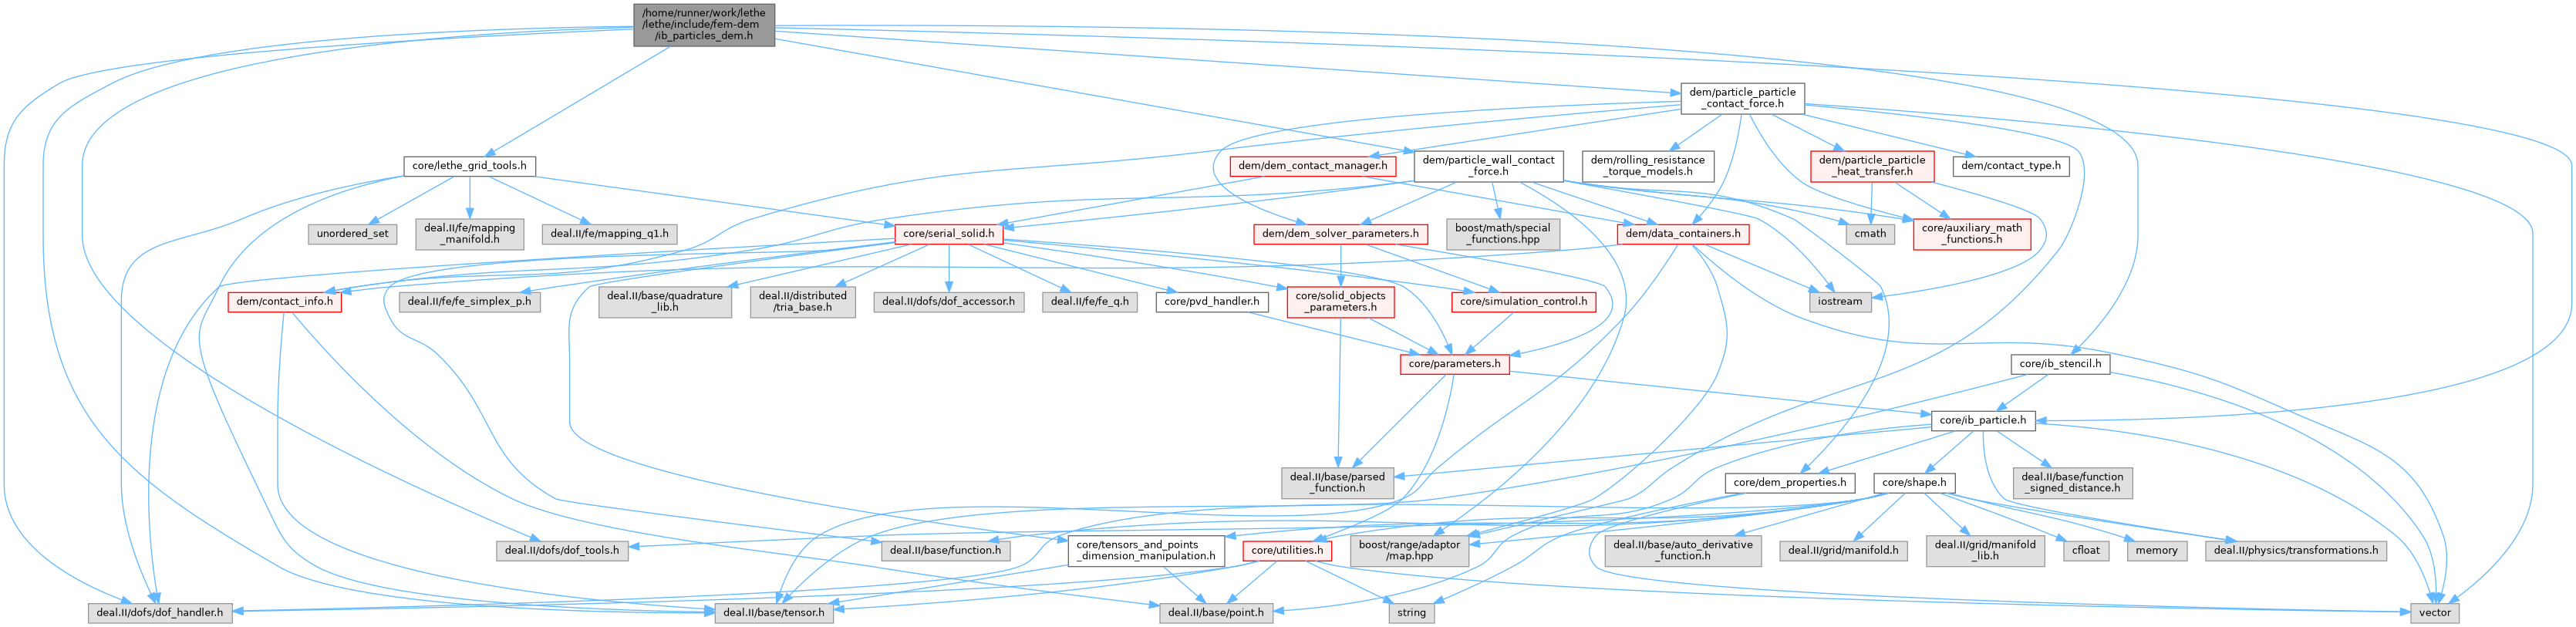 /home/runner/work/lethe
/lethe/include/fem-dem
/ib_particles_dem.h
dem/particle_particle
_contact_force.h
core/lethe_grid_tools.h
dem/dem_contact_manager.h
dem/particle_wall_contact
_force.h
dem/rolling_resistance
_torque_models.h
dem/particle_particle
_heat_transfer.h
dem/contact_type.h
unordered_set
deal.II/fe/mapping
_manifold.h
deal.II/fe/mapping_q1.h
core/serial_solid.h
dem/dem_solver_parameters.h
boost/math/special
_functions.hpp
dem/data_containers.h
cmath
core/auxiliary_math
_functions.h
dem/contact_info.h
deal.II/fe/fe_simplex_p.h
deal.II/base/quadrature
_lib.h
deal.II/distributed
/tria_base.h
deal.II/dofs/dof_accessor.h
deal.II/fe/fe_q.h
core/pvd_handler.h
core/solid_objects
_parameters.h
core/simulation_control.h
iostream
core/parameters.h
core/ib_stencil.h
core/ib_particle.h
deal.II/base/parsed
_function.h
core/dem_properties.h
core/shape.h
deal.II/base/function
_signed_distance.h
deal.II/dofs/dof_tools.h
deal.II/base/function.h
core/tensors_and_points
_dimension_manipulation.h
core/utilities.h
boost/range/adaptor
/map.hpp
deal.II/base/auto_derivative
_function.h
deal.II/grid/manifold.h
deal.II/grid/manifold
_lib.h
cfloat
memory
deal.II/physics/transformations.h
deal.II/dofs/dof_handler.h
deal.II/base/tensor.h
deal.II/base/point.h
string
vector